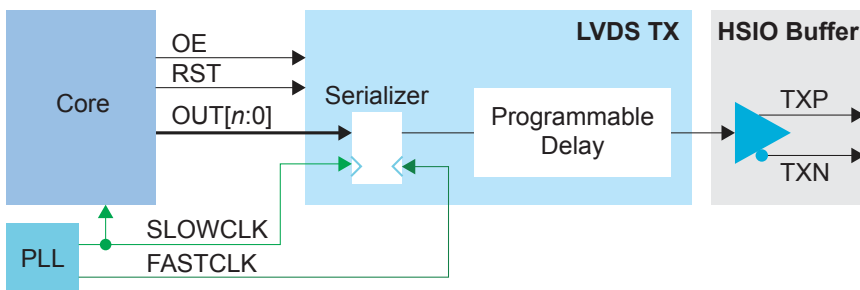 LVDS TX
HSIO Buffer
OE
RST
Core
OUT[n:0]
Serializer
Programmable
Delay
TXP
TXN
SLOWCLK
PLL
FASTCLK